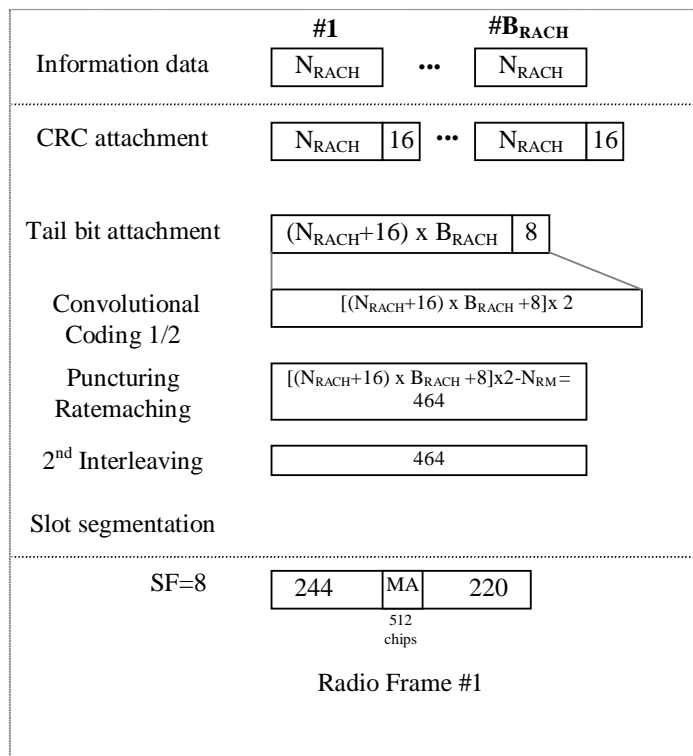 #1 #B_RACH
Information data N_RACH ... N_RACH
CRC attachment N_RACH 16 ... N_RACH 16
Tail bit attachment (N_RACH+16) x B_RACH 8
Convolutional
Coding 1/2
[(N_RACH+16) x B_RACH +8]x 2
Puncturing
Ratemaching
[(N_RACH+16) x B_RACH +8]x2-N_RM =
464
2nd Interleaving 464
Slot segmentation
SF=8 244 MA 220
512
chips
Radio Frame #1